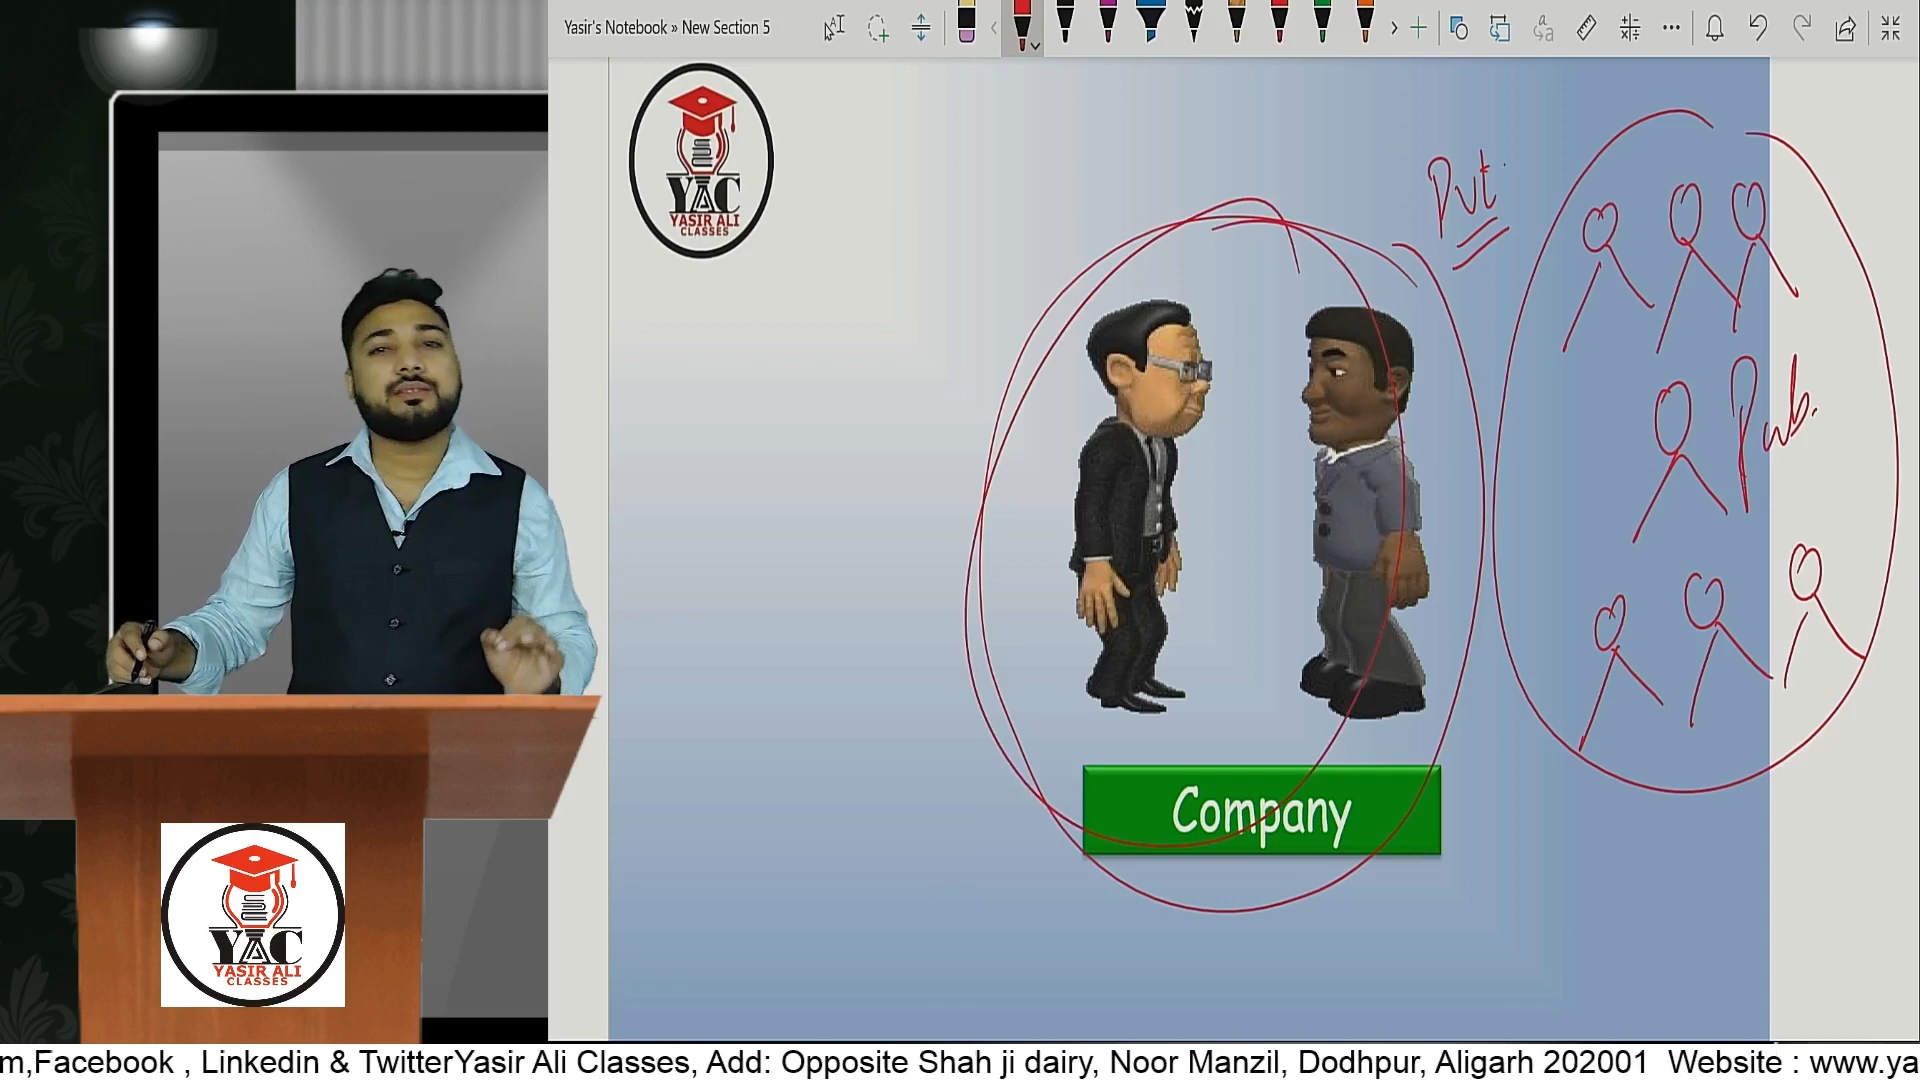 Yasir's Notebook » New Section 5
YAC
YASIR ALI
CLASSES
Pvt.
Pub.
Company
YAC
YASIR ALI
CLASSES
m,Facebook , Linkedin & TwitterYasir Ali Classes, Add: Opposite Shah ji dairy, Noor Manzil, Dodhpur, Aligarh 202001 Website : www.ya